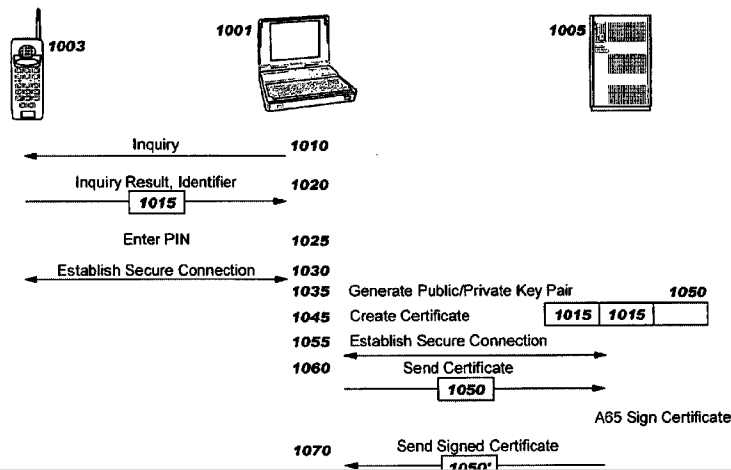 1003
1001
1005
Inquiry 1010
Inquiry Result, Identifier 1020
1015
Enter PIN 1025
Establish Secure Connection 1030
1035 Generate Public/Private Key Pair 1050
1045 Create Certificate 1015 1015
1055 Establish Secure Connection
1060 Send Certificate
1050
A65 Sign Certificate
1070 Send Signed Certificate
1050'